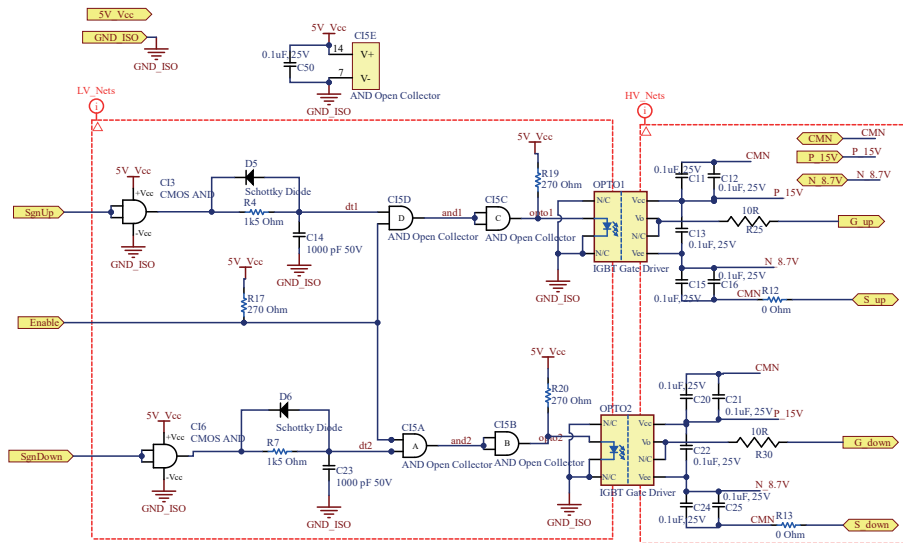 5V_Vcc
GND_ISO
GND_ISO
5V_Vcc
CI5E
0.1uF,25V
C50
14
V+
7
V-
AND Open Collector
GND_ISO
LV_Nets
i
HV_Nets
i
CMN
CMN
P_15V
P_15V
N_8.7V
N_8.7V
5V_Vcc
CI3
CMOS AND
+Vcc
-Vcc
SgnUp
GND_ISO
D5
Schottky Diode
R4
1k5 Ohm
dt1
C14
1000 pF 50V
GND_ISO
CI5D
D
AND Open Collector
and1
CI5C
C
AND Open Collector
5V_Vcc
R19
270 Ohm
opto1
OPTO1
N/C
N/C
Vcc
Vo
N/C
Vee
IGBT Gate Driver
GND_ISO
0.1uF, 25V
C11
C12
0.1uF, 25V
CMN
P_15V
C13
0.1uF, 25V
10R
R25
G_up
N_8.7V
0.1uF, 25V
C15
C16
0.1uF, 25V
CMN
R12
0 Ohm
S_up
5V_Vcc
R17
270 Ohm
Enable
5V_Vcc
CI6
CMOS AND
+Vcc
-Vcc
SgnDown
GND_ISO
D6
Schottky Diode
R7
1k5 Ohm
dt2
C23
1000 pF 50V
GND_ISO
CI5A
A
AND Open Collector
and2
CI5B
B
AND Open Collector
5V_Vcc
R20
270 Ohm
opto2
OPTO2
N/C
N/C
Vcc
Vo
N/C
Vee
IGBT Gate Driver
GND_ISO
CMN
0.1uF, 25V
C20
C21
0.1uF, 25V
P_15V
C22
0.1uF, 25V
10R
R30
G_down
N_8.7V
0.1uF, 25V
C24
C25
0.1uF, 25V
CMN
R13
0 Ohm
S_down